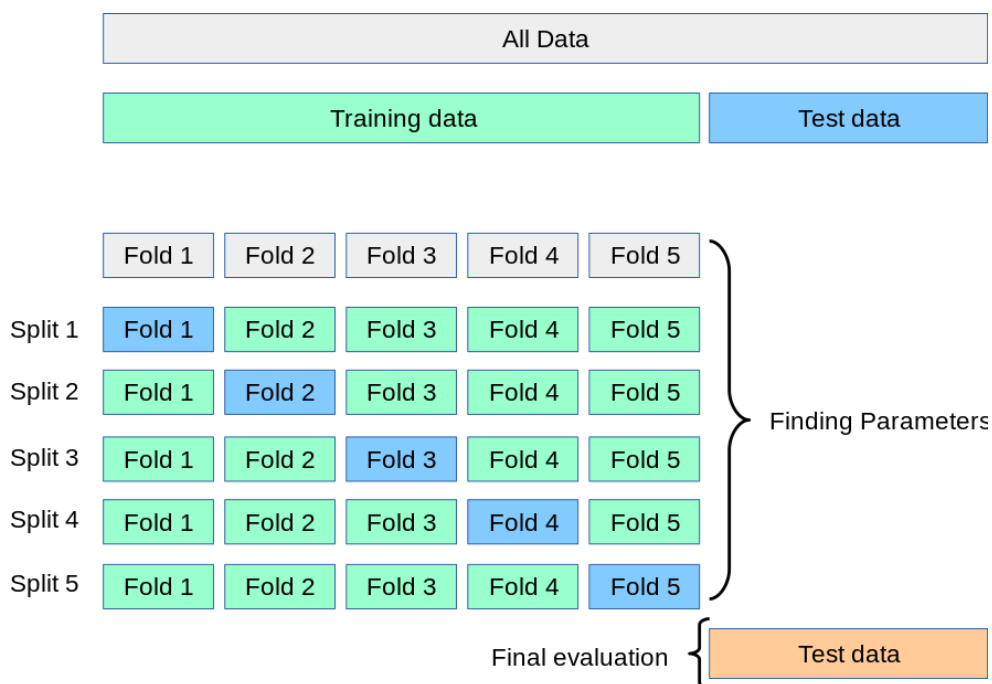 All Data
Training data Test data
Fold 1 Fold 2 Fold 3 Fold 4 Fold 5
Split 1 Fold 1 Fold 2 Fold 3 Fold 4 Fold 5
Split 2 Fold 1 Fold 2 Fold 3 Fold 4 Fold 5
Finding Parameters
Split 3 Fold 1 Fold 2 Fold 3 Fold 4 Fold 5
Split 4 Fold 1 Fold 2 Fold 3 Fold 4 Fold 5
Split 5 Fold 1 Fold 2 Fold 3 Fold 4 Fold 5
Final evaluation Test data